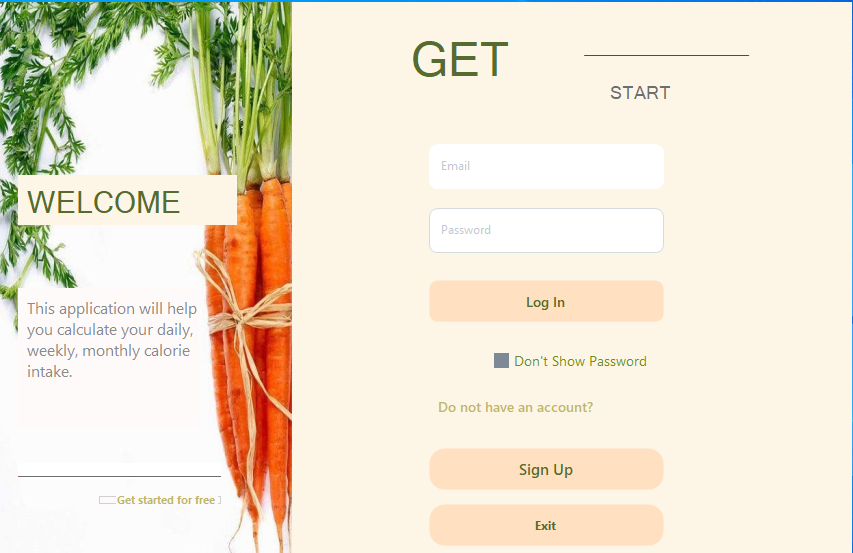 WELCOME
This application will help
you calculate your daily,
weekly, monthly calorie
intake.
Get started for free
GET
START
Email
Password
Log In
Don't Show Password
Do not have an account?
Sign Up
Exit